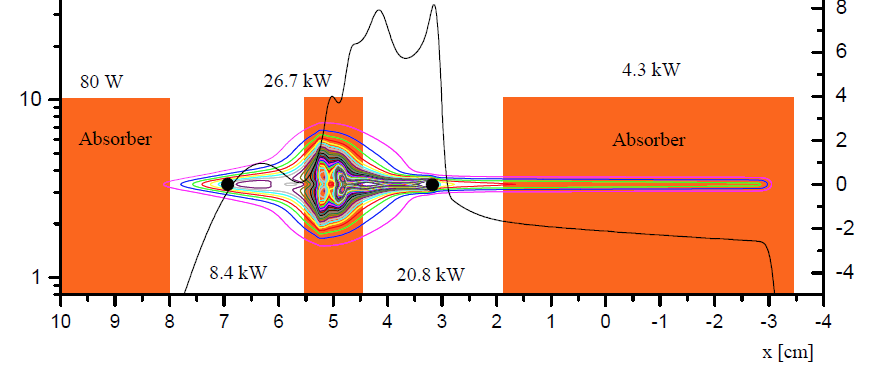 8
6
80 W
26.7 kW
4.3 kW
10
4
Absorber
Absorber
2
0
-2
8.4 kW
20.8 kW
1
-4
10 9 8 7 6 5 4 3 2 1 0 -1 -2 -3 -4
x [cm]